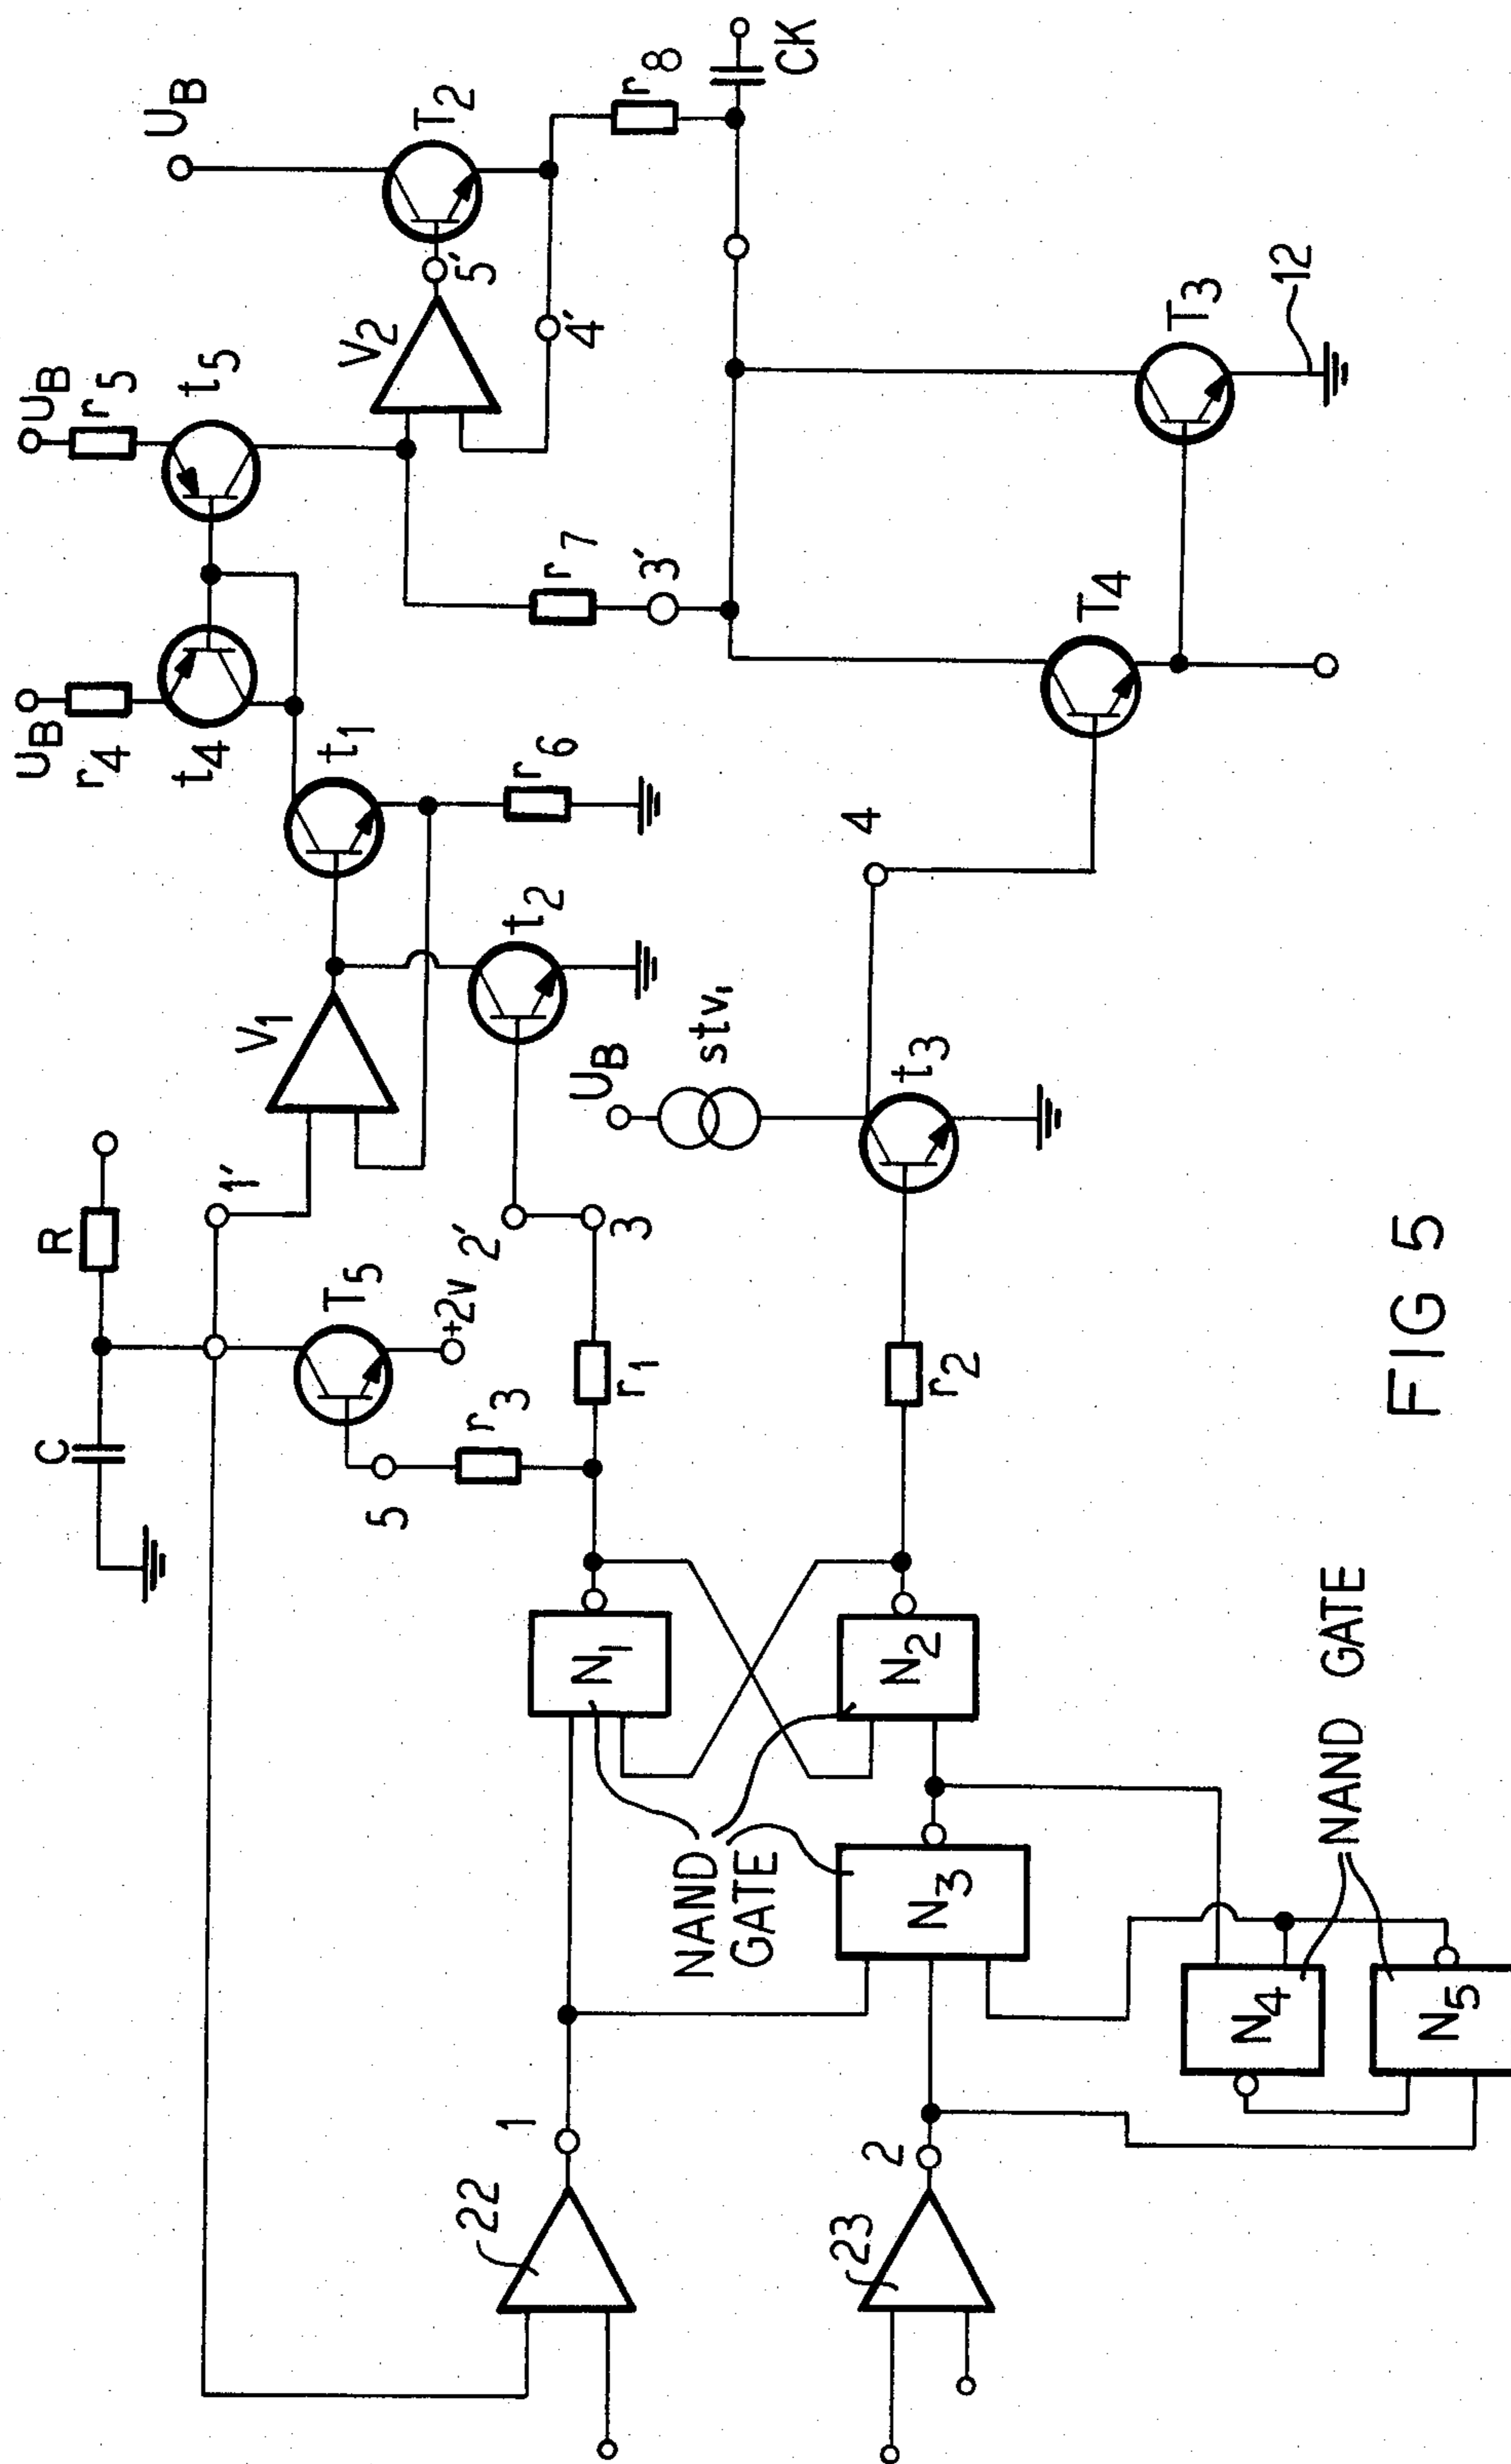 C
R
5
T5
+2v
r3
1'
V1
2'
3
r1
t1
t2
r6
UB
r4
t4
UB
r5
t5
r7
3'
V2
4'
5'
UB
T2
r8
CK
UB
stv1
t3
r2
4
T4
T3
12
N1
N2
NAND
GATE
N3
N4
N5
NAND GATE
22
1
23
2
FIG 5